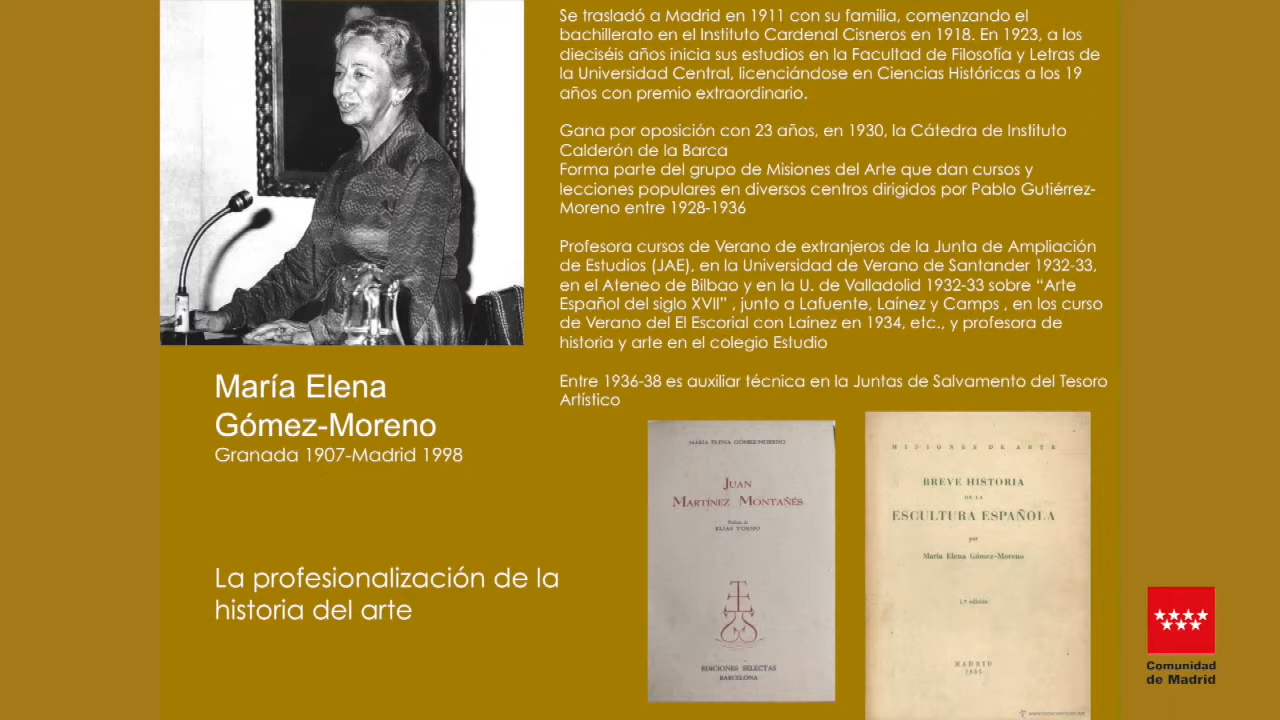 Se trasladó a Madrid en 1911 con su familia, comenzando el
bachillerato en el Instituto Cardenal Cisneros en 1918. En 1923, a los
dieciséis años inicia sus estudios en la Facultad de Filosofía y Letras de
la Universidad Central, licenciándose en Ciencias Históricas a los 19
años con premio extraordinario.
Gana por oposición con 23 años, en 1930, la Cátedra de Instituto
Calderón de la Barca
Forma parte del grupo de Misiones del Arte que dan cursos y
lecciones populares en diversos centros dirigidos por Pablo Gutiérrez-
Moreno entre 1928-1936
Profesora cursos de Verano de extranjeros de la Junta de Ampliación
de Estudios (JAE), en la Universidad de Verano de Santander 1932-33,
en el Ateneo de Bilbao y en la U. de Valladolid 1932-33 sobre “Arte
Español del siglo XVII” , junto a Lafuente, Laínez y Camps , en los curso
de Verano del El Escorial con Laínez en 1934, etc., y profesora de
historia y arte en el colegio Estudio
Entre 1936-38 es auxiliar técnica en la Juntas de Salvamento del Tesoro
Artístico
María Elena
Gómez-Moreno
Granada 1907-Madrid 1998
La profesionalización de la
historia del arte
MARÍA ELENA GÓMEZ-MORENO
JUAN
MARTÍNEZ MONTAÑÉS
ELÍAS TORMO
EDICIONES SELECTAS
BARCELONA
MISIONES DE ARTE
BREVE HISTORIA
DE LA
ESCULTURA ESPAÑOLA
por
María Elena Gómez-Moreno
MADRID
Comunidad
de Madrid